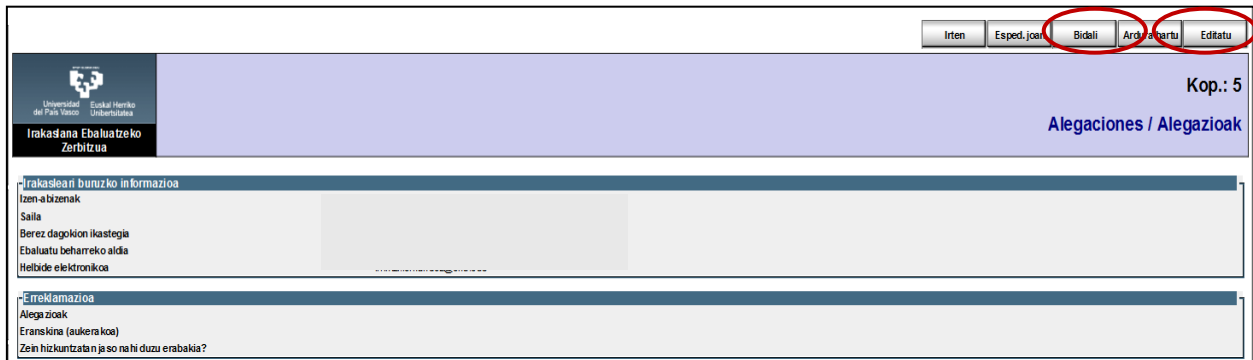 Irten Esped. joan Bidali Ardura hartu Editatu
Universidad del País Vasco
Euskal Herriko Unibertsitatea
Irakaslana Ebaluatzeko
Zerbitzua
Kop.: 5
Alegaciones / Alegazioak
Irakasleari buruzko informazioa
Izen-abizenak
Saila
Berez dagokion ikastegia
Ebaluatu beharreko aldia
Helbide elektronikoa
Erreklamazioa
Alegazioak
Eranskina (aukerakoa)
Zein hizkuntzatan jaso nahi duzu erabakia?